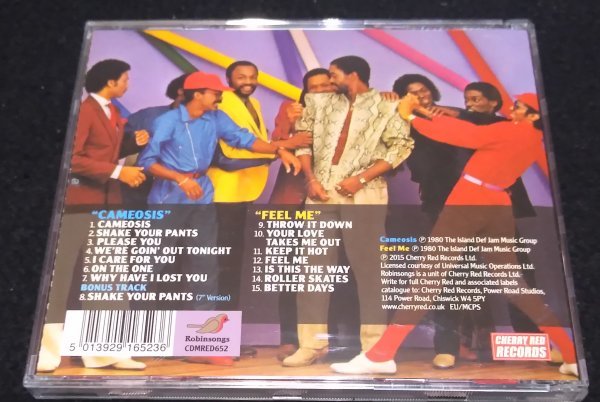 "CAMEOSIS"
1. CAMEOSIS
2. SHAKE YOUR PANTS
3. PLEASE YOU
4. WE'RE GOIN' OUT TONIGHT
5. I CARE FOR YOU
6. ON THE ONE
7. WHY HAVE I LOST YOU
BONUS TRACK
8. SHAKE YOUR PANTS (7" Version)
"FEEL ME"
9. THROW IT DOWN
10. YOUR LOVE
TAKES ME OUT
11. KEEP IT HOT
12. FEEL ME
13. IS THIS THE WAY
14. ROLLER SKATES
15. BETTER DAYS
Cameosis ℗ 1980 The Island Def Jam Music Group
Feel Me ℗ 1980 The Island Def Jam Music Group
℗ 2015 Cherry Red Records Ltd.
Licensed courtesy of Universal Music Operations Ltd.
Robinsongs is a unit of Cherry Red Records Ltd.
Write for full Cherry Red and associated labels
catalogue to: Cherry Red Records, Power Road Studios,
114 Power Road, Chiswick W4 5PY
www.cherryred.co.uk EU/MCPS
5 013929 165236
Robinsongs
CDMRED652
CHERRY RED
RECORDS